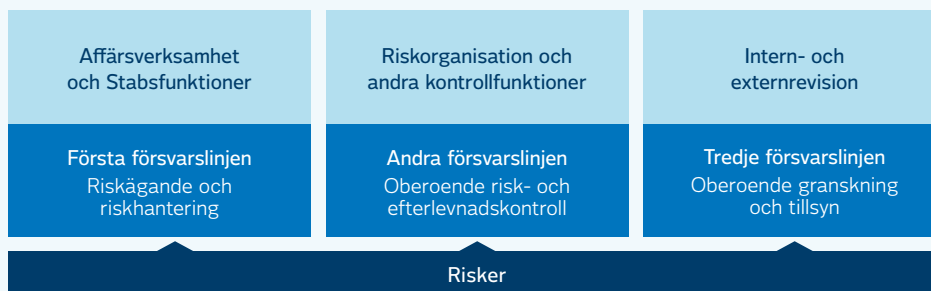 Affärsverksamhet
och Stabsfunktioner
Första försvarslinjen
Riskägande och
riskhantering
Riskorganisation och
andra kontrollfunktioner
Andra försvarslinjen
Oberoende risk- och
efterlevnadskontroll
Intern- och
externrevision
Tredje försvarslinjen
Oberoende granskning
och tillsyn
Risker